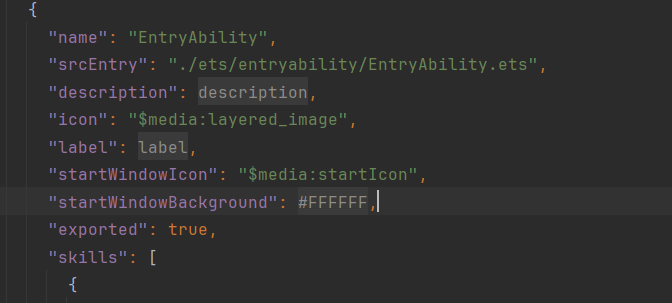 {
"name": "EntryAbility",
"srcEntry": "./ets/entryability/EntryAbility.ets",
"description": description,
"icon": "$media:layered_image",
"label": label,
"startWindowIcon": "$media:startIcon",
"startWindowBackground": #FFFFFF,
"exported": true,
"skills": [
{